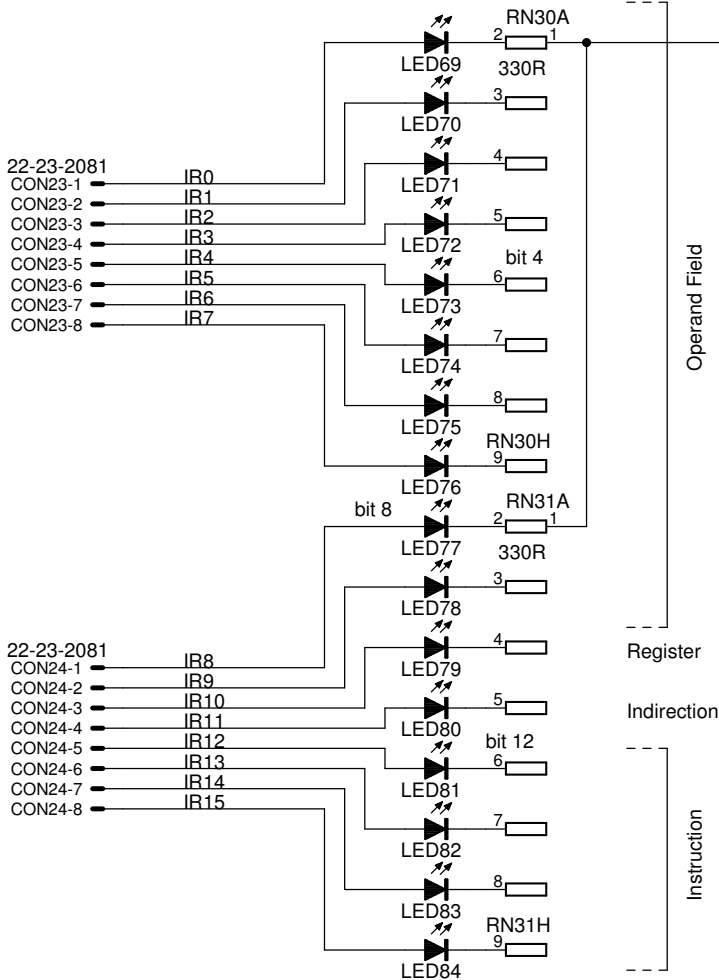 RN30A
2 1
LED69
330R
3
LED70
4
LED71
22-23-2081
CON23-1 IR0
CON23-2 IR1
CON23-3 IR2
CON23-4 IR3
CON23-5 IR4
CON23-6 IR5
CON23-7 IR6
CON23-8 IR7
5
LED72
bit 4
6
LED73
7
LED74
8
LED75
RN30H
9
LED76
Operand Field
RN31A
bit 8
2 1
LED77
330R
3
LED78
4
LED79
Register
22-23-2081
CON24-1 IR8
CON24-2 IR9
CON24-3 IR10
CON24-4 IR11
CON24-5 IR12
CON24-6 IR13
CON24-7 IR14
CON24-8 IR15
5
LED80
Indirection
bit 12
6
LED81
7
LED82
8
LED83
RN31H
9
LED84
Instruction